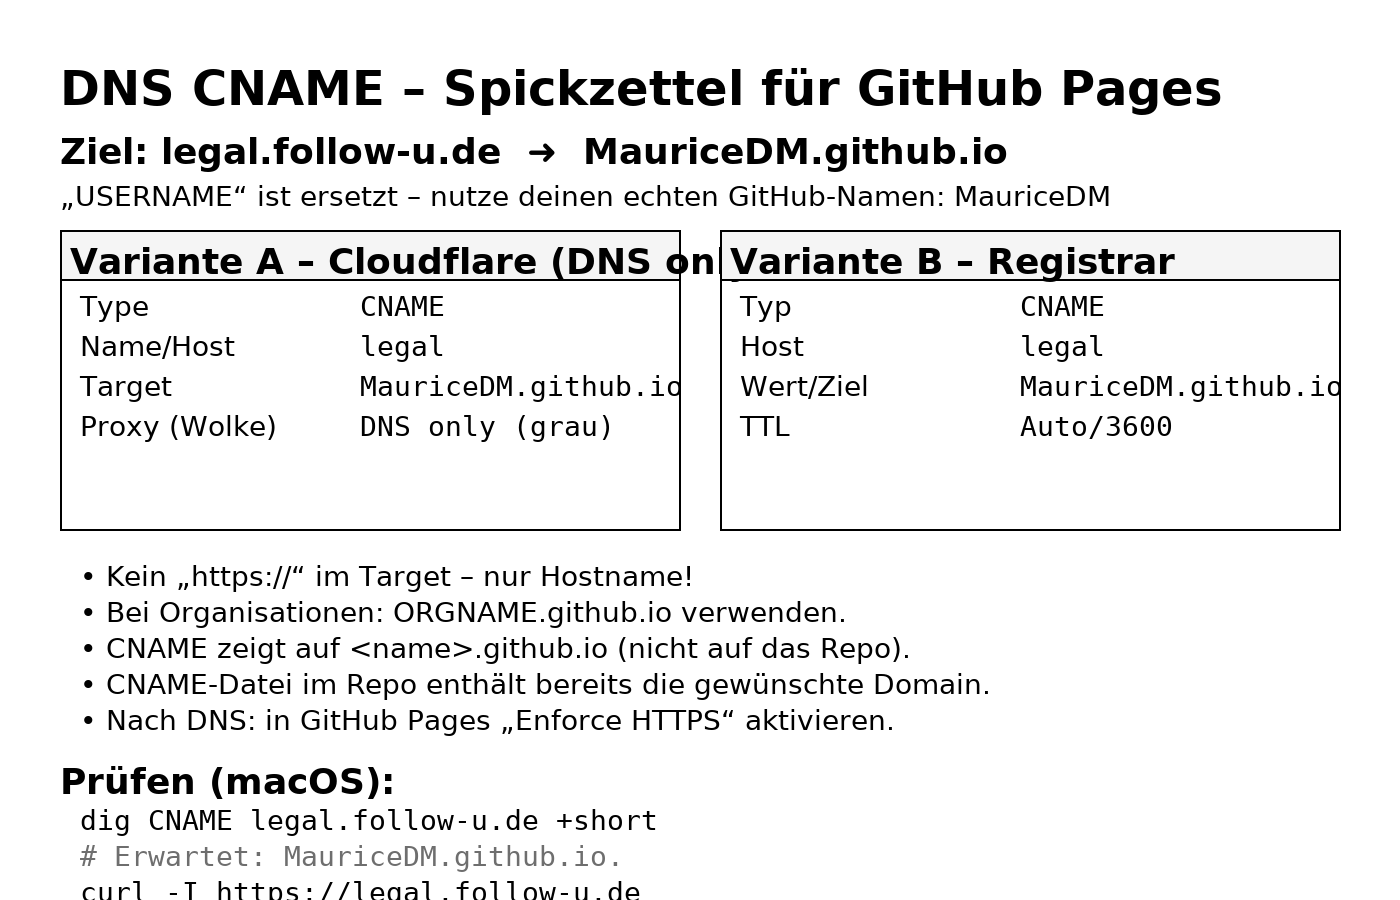 DNS CNAME – Spickzettel für GitHub Pages
Ziel: legal.follow-u.de → MauriceDM.github.io
„USERNAME“ ist ersetzt – nutze deinen echten GitHub-Namen: MauriceDM
Variante A – Cloudflare (DNS only
Type CNAME
Name/Host legal
Target MauriceDM.github.io
Proxy (Wolke) DNS only (grau)
Variante B – Registrar
Typ CNAME
Host legal
Wert/Ziel MauriceDM.github.io
TTL Auto/3600
• Kein „https://“ im Target – nur Hostname!
• Bei Organisationen: ORGNAME.github.io verwenden.
• CNAME zeigt auf <name>.github.io (nicht auf das Repo).
• CNAME-Datei im Repo enthält bereits die gewünschte Domain.
• Nach DNS: in GitHub Pages „Enforce HTTPS“ aktivieren.
Prüfen (macOS):
dig CNAME legal.follow-u.de +short
# Erwartet: MauriceDM.github.io.
curl -I https://legal.follow-u.de